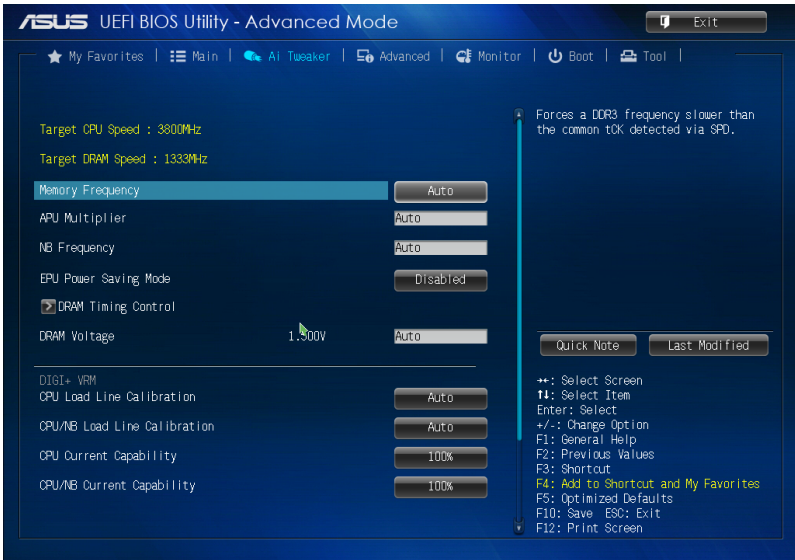 ASUS UEFI BIOS Utility - Advanced Mode
Exit
My Favorites | Main | Ai Tweaker | Advanced | Monitor | Boot | Tool |
Target CPU Speed : 3800MHz
Target DRAM Speed : 1333MHz
Memory Frequency Auto
APU Multiplier Auto
NB Frequency Auto
EPU Power Saving Mode Disabled
> DRAM Timing Control
DRAM Voltage 1.500V Auto
DIGI+ VRM
CPU Load Line Calibration Auto
CPU/NB Load Line Calibration Auto
CPU Current Capability 100%
CPU/NB Current Capability 100%
Forces a DDR3 frequency slower than
the common tCK detected via SPD.
Quick Note Last Modified
→←: Select Screen
↑↓: Select Item
Enter: Select
+/-: Change Option
F1: General Help
F2: Previous Values
F3: Shortcut
F4: Add to Shortcut and My Favorites
F5: Optimized Defaults
F10: Save ESC: Exit
F12: Print Screen